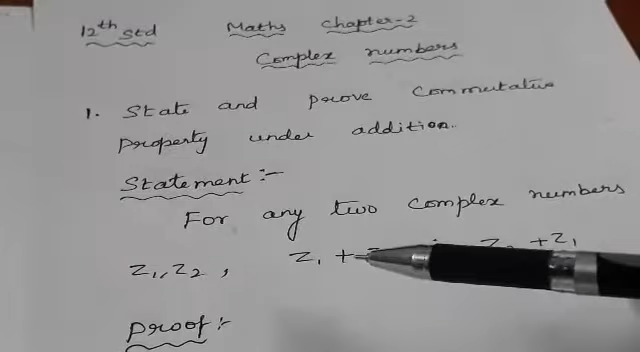 12th std Maths chapter-2
Complex numbers
1. State and prove Commutative
Property under addition..
Statement:-
For any two complex numbers
Z1, Z2, Z1 + Z2 + Z1
Proof:-